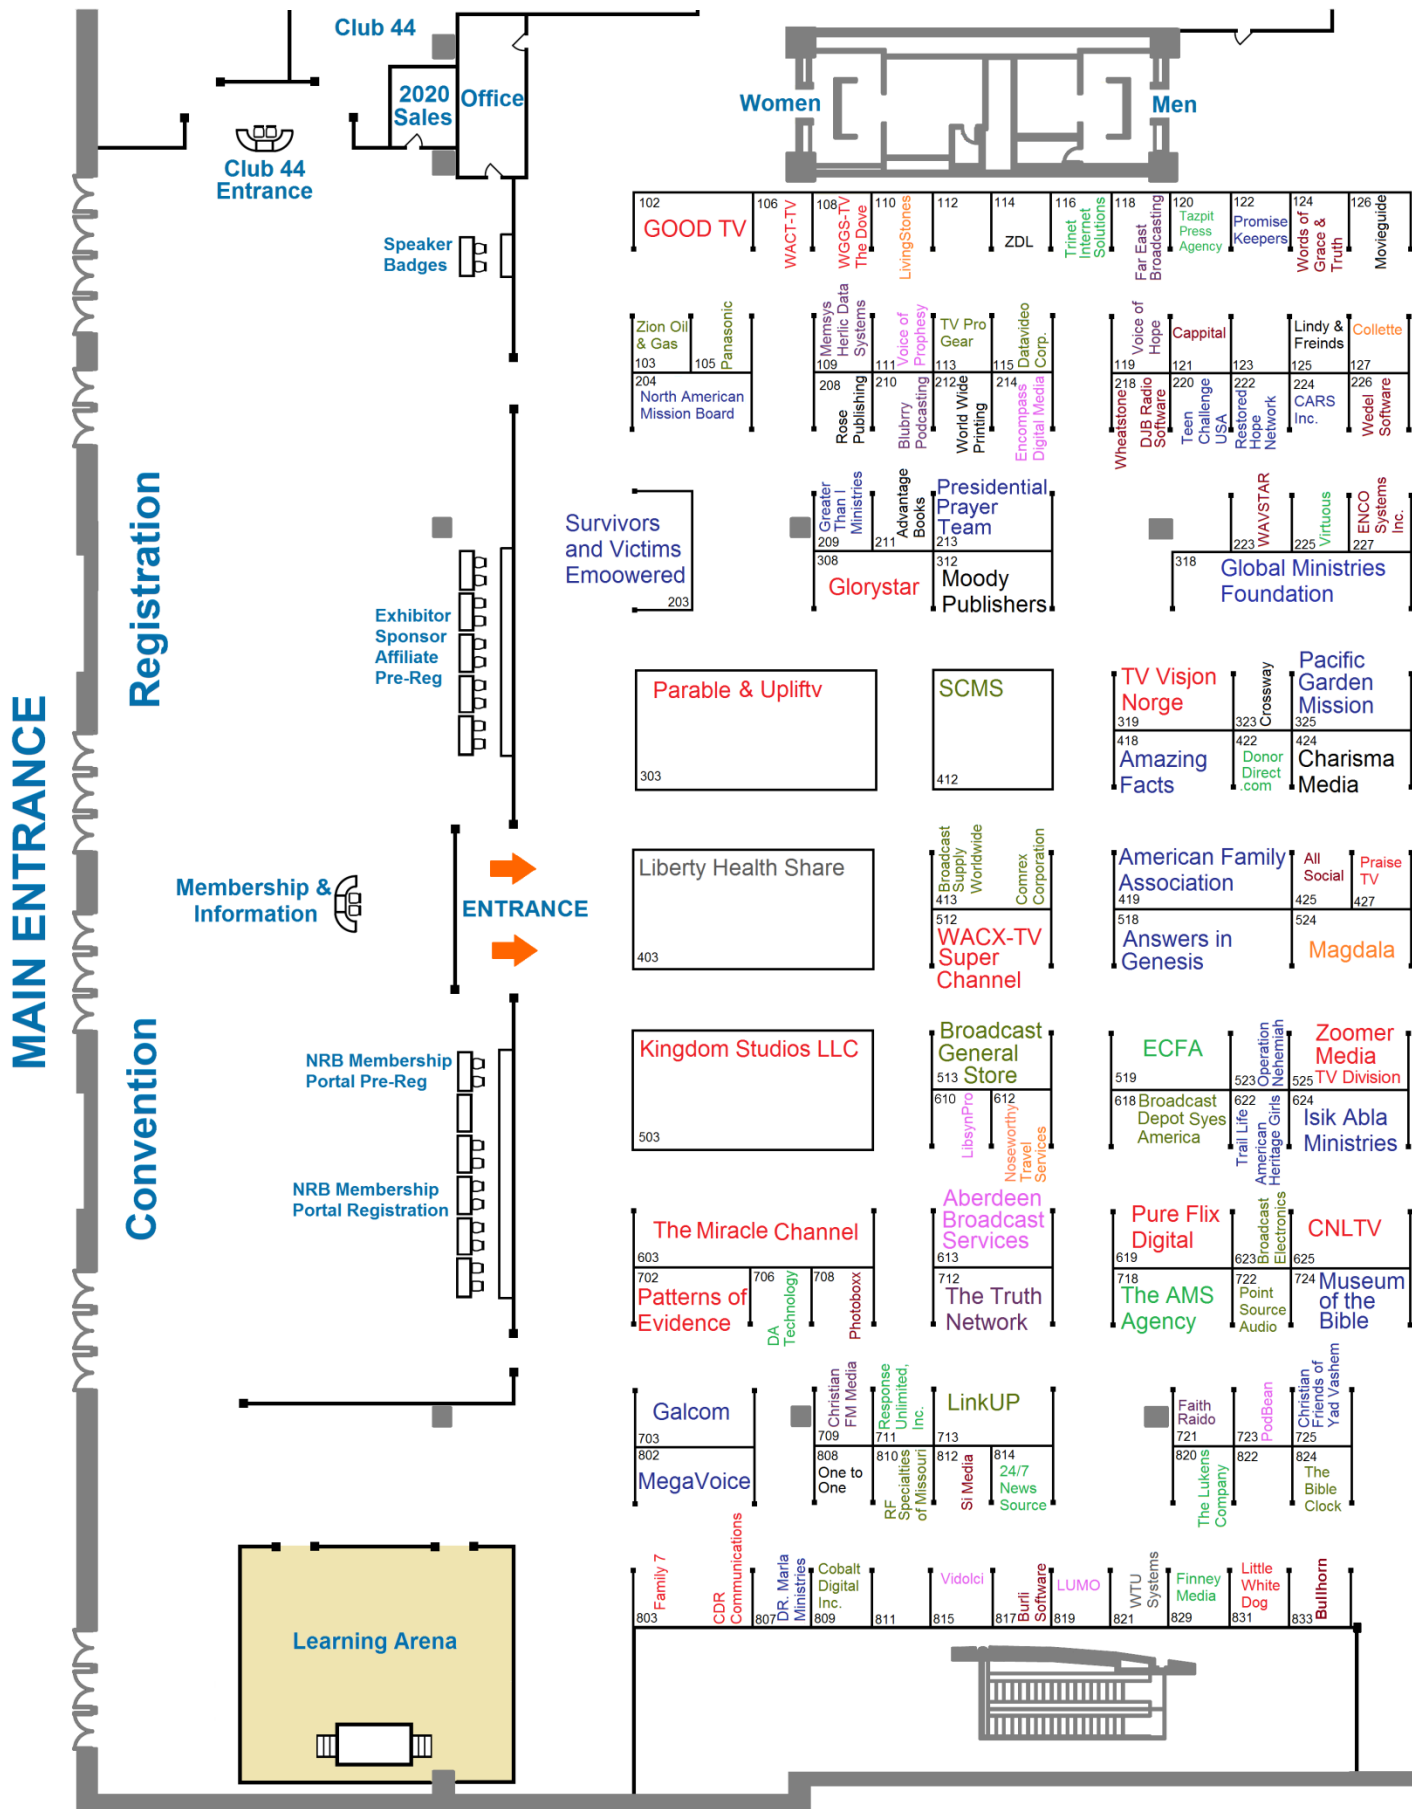 Club 44
2020
Sales
Office
Women
Men
Club 44
Entrance
102
GOOD TV
106
WACT-TV
108
WGGS-TV
The Dove
110
LivingStones
112
114
ZDL
116
Trinet
Internet
Solutions
118
Far East
Broadcasting
120
Tazpit
Press
Agency
122
Promise
Keepers
124
Words of
Grace &
Truth
126
Movieguide
Speaker
Badges
Zion Oil
& Gas
103
105
Panasonic
109
Memsys
Herlic Data
Systems
111
Voice of
Prophesy
TV Pro
Gear
113
115
Datavideo
Corp.
119
Voice of
Hope
Cappital
121
123
Lindy &
Freinds
125
Collette
127
204
North American
Mission Board
208
Rose
Publishing
210
Blubrry
Podcasting
212
World Wide
Printing
214
Encompass
Digital Media
218
Wheatstone
DJB Radio
Software
220
Teen
Challenge
USA
222
Restored
Hope
Network
224
CARS
Inc.
226
Wedel
Software
Survivors
and Victims
Emoowered
203
Greater
Than I
Ministries
209
Advantage
Books
211
Presidential
Prayer
Team
213
223
WAVSTAR
225
Virtuous
227
ENCO
Systems
Inc.
308
Glorystar
312
Moody
Publishers
318
Global Ministries
Foundation
Registration
Exhibitor
Sponsor
Affiliate
Pre-Reg
Parable & Upliftv
303
SCMS
412
TV Visjon
Norge
319
323
Crossway
Pacific
Garden
Mission
325
418
Amazing
Facts
422
Donor
Direct
.com
424
Charisma
Media
MAIN ENTRANCE
Membership &
Information
ENTRANCE
Liberty Health Share
403
Broadcast
Supply
Worldwide
413
Comrex
Corporation
512
WACX-TV
Super
Channel
American Family
Association
419
All
Social
425
Praise
TV
427
518
Answers in
Genesis
524
Magdala
Convention
NRB Membership
Portal Pre-Reg
NRB Membership
Portal Registration
Kingdom Studios LLC
503
Broadcast
General
Store
513
610
LibsynPro
612
Noseworthy
Travel
Services
ECFA
519
523
Operation
Nehemiah
Zoomer
Media
TV Division
525
618
Broadcast
Depot Syes
America
622
Trail Life
American
Heritage Girls
624
Isik Abla
Ministries
The Miracle Channel
603
702
Patterns of
Evidence
706
DA
Technology
708
Photoboxx
Aberdeen
Broadcast
Services
613
712
The Truth
Network
Pure Flix
Digital
619
623
Broadcast
Electronics
CNLTV
625
718
The AMS
Agency
722
Point
Source
Audio
724
Museum
of the
Bible
Galcom
703
802
MegaVoice
Christian
FM Media
709
Response
Unlimited,
Inc.
711
LinkUP
713
808
One to
One
810
RF
Specialties
of Missouri
812
Si Media
814
24/7
News
Source
Faith
Raido
721
723
PodBean
Christian
Friends of
Yad Vashem
725
820
The Lukens
Company
822
824
The
Bible
Clock
Learning Arena
803
Family 7
CDR
Communications
807
DR. Marla
Ministries
Cobalt
Digital
Inc.
809
811
Vidolci
815
817
Burli
Software
LUMO
819
WTU
Systems
821
Finney
Media
829
Little
White
Dog
831
Bullhorn
833